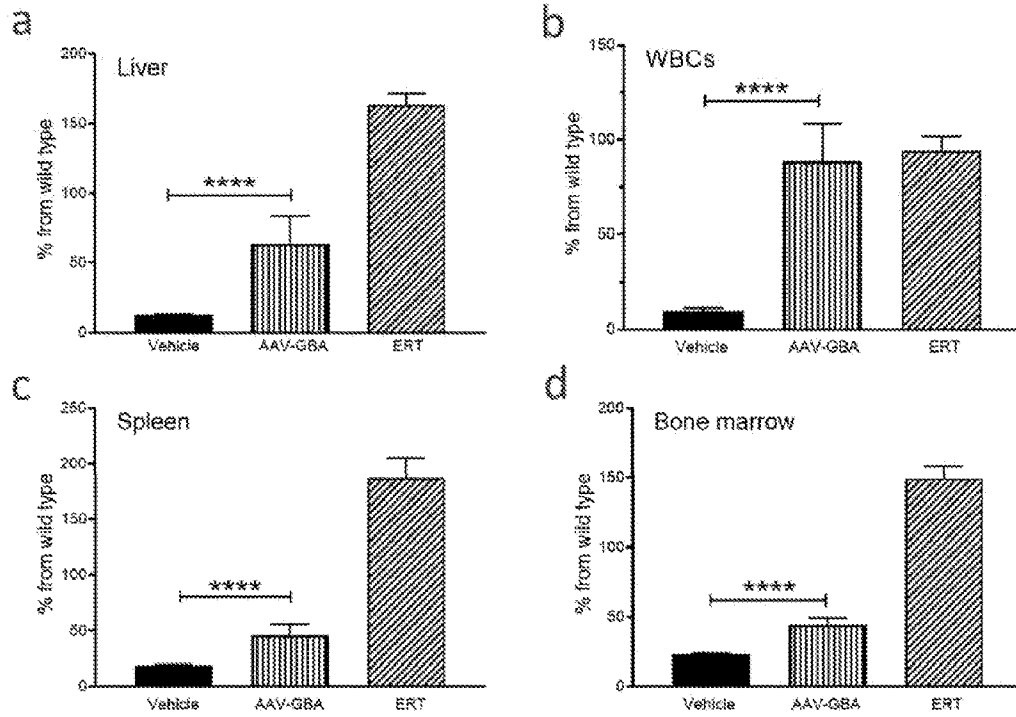 a
Liver
% from wild type
200
150
100
50
0
****
Vehicle AAV-GBA ERT
b
WBCs
% from wild type
150
100
50
0
****
Vehicle AAV-GBA ERT
c
Spleen
% from wild type
250
200
150
100
50
0
****
Vehicle AAV-GBA ERT
d
Bone marrow
% from wild type
200
150
100
50
0
****
Vehicle AAV-GBA ERT